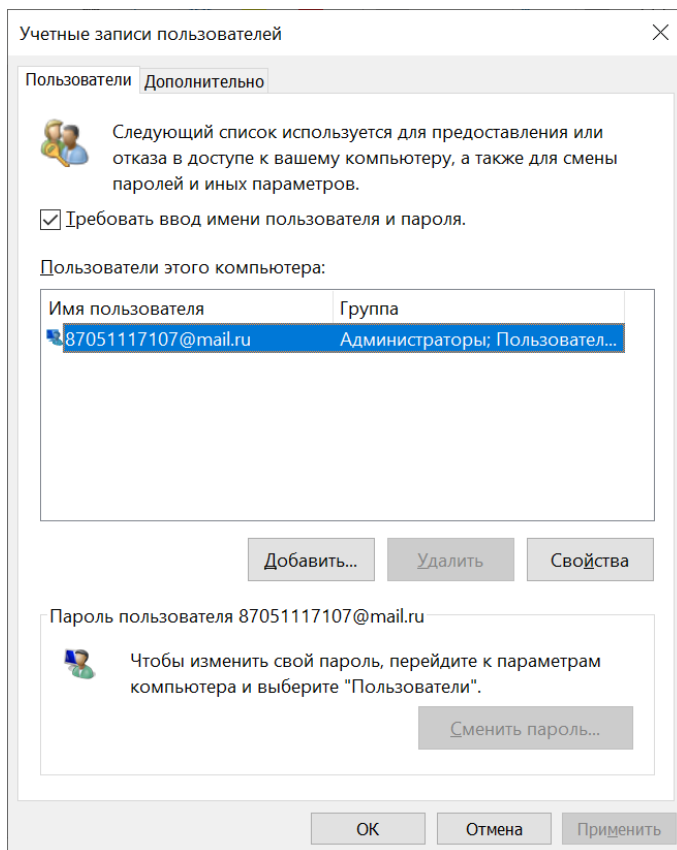 Учетные записи пользователей
Пользователи Дополнительно
Следующий список используется для предоставления или
отказа в доступе к вашему компьютеру, а также для смены
паролей и иных параметров.
Требовать ввод имени пользователя и пароля.
Пользователи этого компьютера:
Имя пользователя Группа
87051117107@mail.ru Администраторы; Пользовател...
Добавить... Удалить Свойства
Пароль пользователя 87051117107@mail.ru
Чтобы изменить свой пароль, перейдите к параметрам
компьютера и выберите "Пользователи".
Сменить пароль...
ОК Отмена Применить